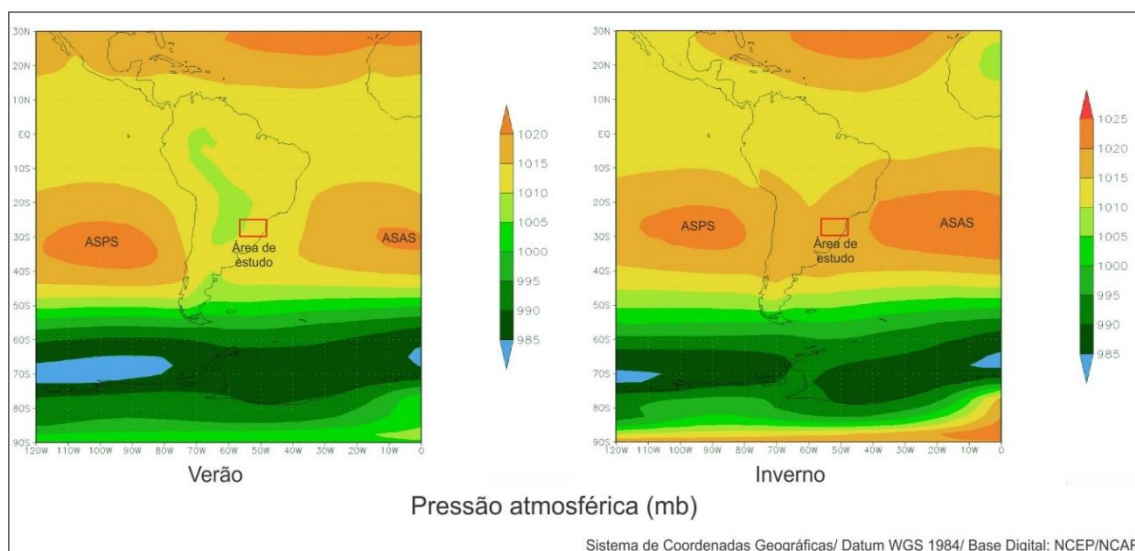 30N
20N
10N
EQ
10S
20S
30S
40S
50S
60S
70S
80S
90S
120W 110W 100W 90W 80W 70W 60W 50W 40W 30W 20W 10W 0
ASPS
ASAS
Área de
estudo
1020
1015
1010
1005
1000
995
990
985
Verão
30N
20N
10N
EQ
10S
20S
30S
40S
50S
60S
70S
80S
90S
120W 110W 100W 90W 80W 70W 60W 50W 40W 30W 20W 10W 0
ASPS
ASAS
Área de
estudo
1025
1020
1015
1010
1005
1000
995
990
985
Inverno
Pressão atmosférica (mb)
Sistema de Coordenadas Geográficas/ Datum WGS 1984/ Base Digital: NCEP/NCAR